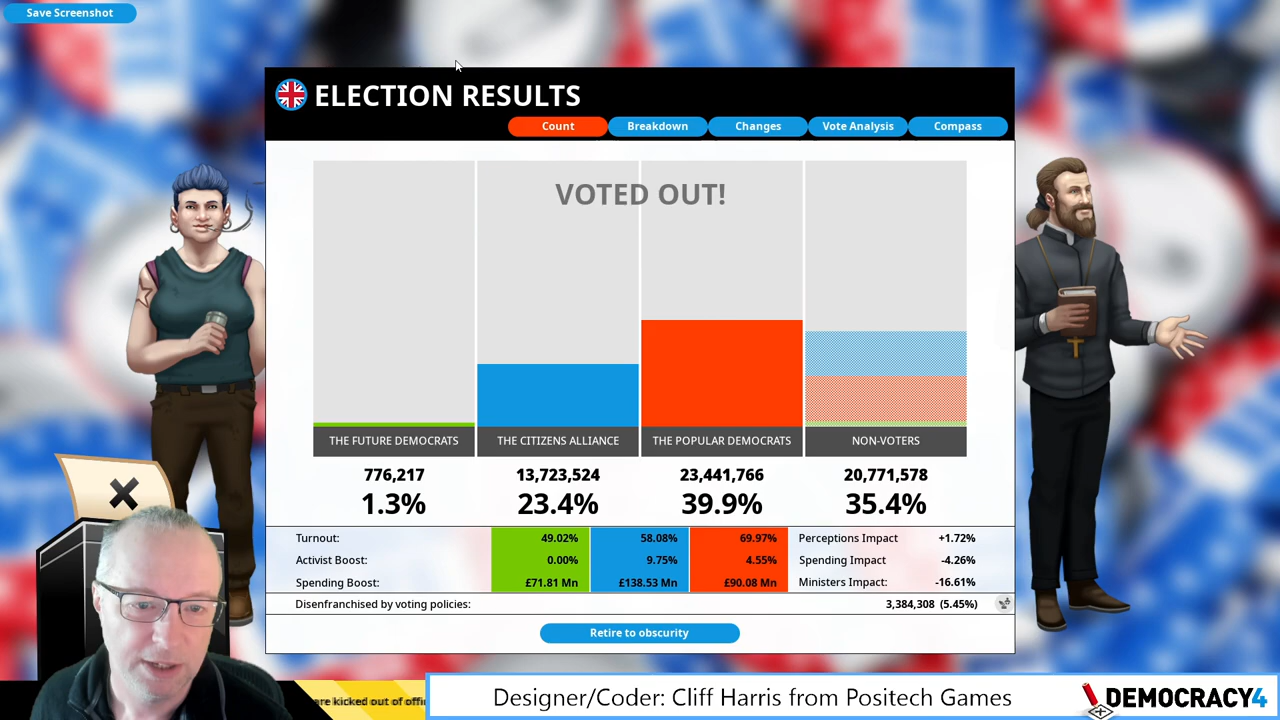 Save Screenshot
ELECTION RESULTS
Count Breakdown Changes Vote Analysis Compass
VOTED OUT!
THE FUTURE DEMOCRATS THE CITIZENS ALLIANCE THE POPULAR DEMOCRATS NON-VOTERS
776,217 13,723,524 23,441,766 20,771,578
1.3% 23.4% 39.9% 35.4%
Turnout: 49.02% 58.08% 69.97% Perceptions Impact +1.72%
Activist Boost: 0.00% 9.75% 4.55% Spending Impact -4.26%
Spending Boost: £71.81 Mn £138.53 Mn £90.08 Mn Ministers Impact: -16.61%
Disenfranchised by voting policies: 3,384,308 (5.45%)
Retire to obscurity
are kicked out of offi
Designer/Coder: Cliff Harris from Positech Games
DEMOCRACY4